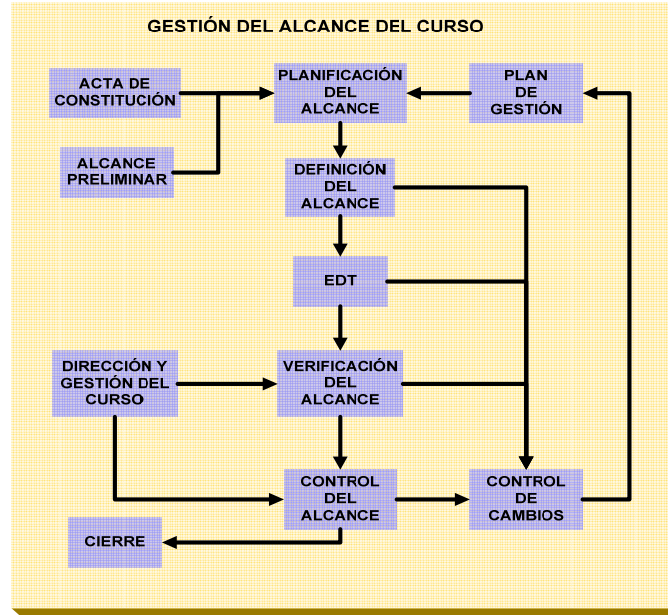 GESTIÓN DEL ALCANCE DEL CURSO
ACTA DE
CONSTITUCIÓN
PLANIFICACIÓN
DEL
ALCANCE
PLAN
DE
GESTIÓN
ALCANCE
PRELIMINAR
DEFINICIÓN
DEL
ALCANCE
EDT
DIRECCIÓN Y
GESTIÓN DEL
CURSO
VERIFICACIÓN
DEL
ALCANCE
CONTROL
DEL
ALCANCE
CONTROL
DE
CAMBIOS
CIERRE